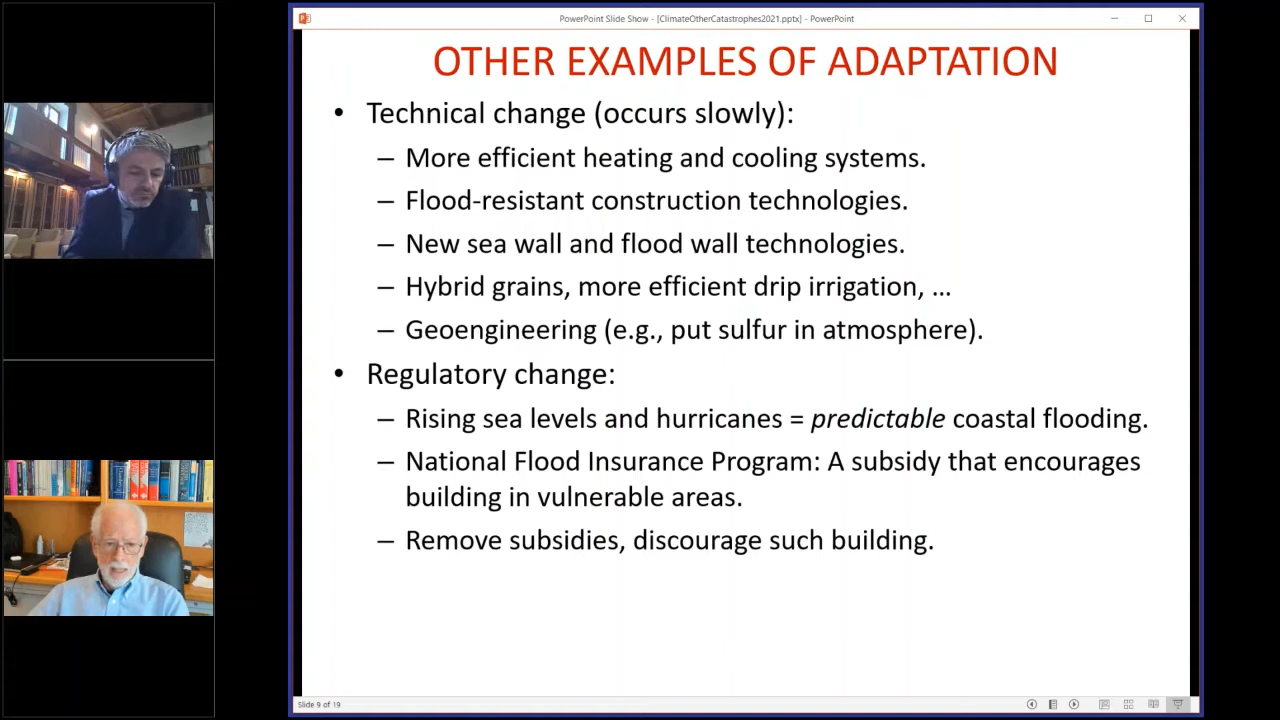 PowerPoint Slide Show - [ClimateOtherCatastrophes2021.pptx] - PowerPoint
OTHER EXAMPLES OF ADAPTATION
• Technical change (occurs slowly):
– More efficient heating and cooling systems.
– Flood-resistant construction technologies.
– New sea wall and flood wall technologies.
– Hybrid grains, more efficient drip irrigation, …
– Geoengineering (e.g., put sulfur in atmosphere).
• Regulatory change:
– Rising sea levels and hurricanes = predictable coastal flooding.
– National Flood Insurance Program: A subsidy that encourages
building in vulnerable areas.
– Remove subsidies, discourage such building.
Slide 9 of 19